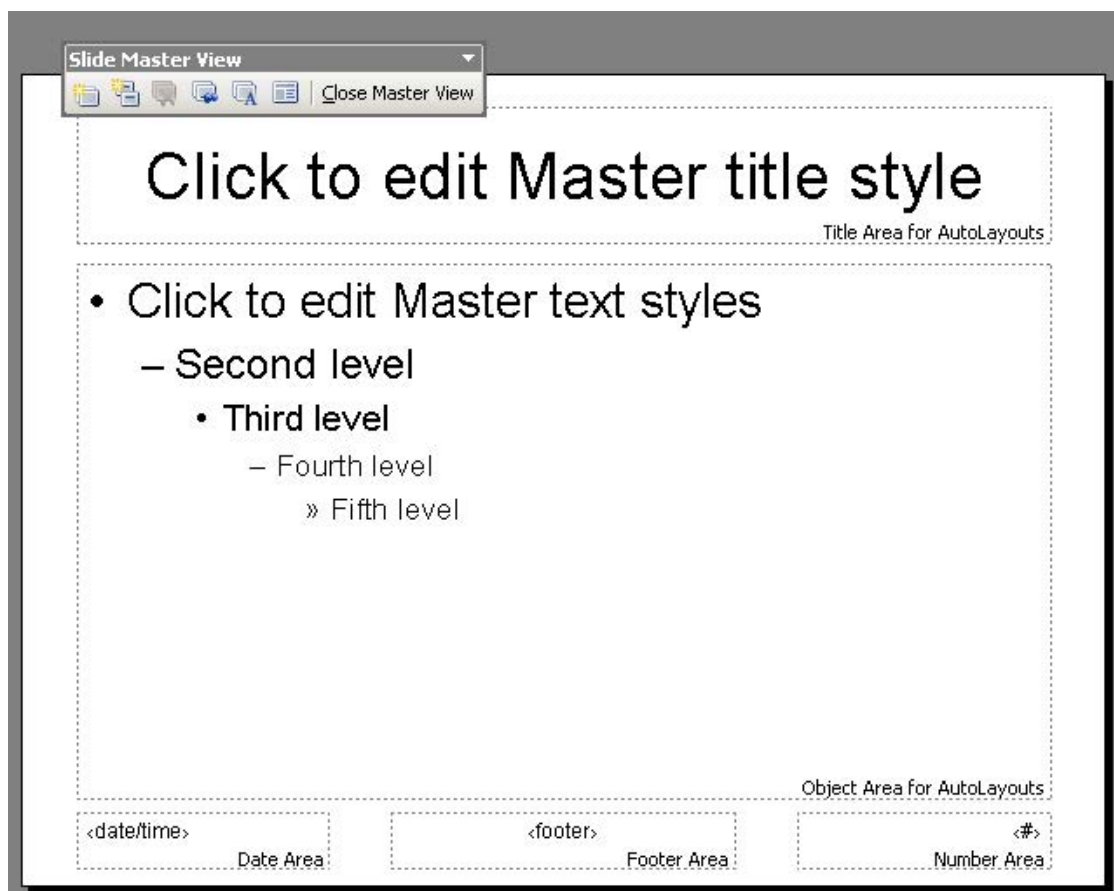 Slide Master View
Close Master View
Click to edit Master title style
Title Area for AutoLayouts
• Click to edit Master text styles
– Second level
• Third level
– Fourth level
» Fifth level
Object Area for AutoLayouts
<date/time> <footer> <#>
Date Area Footer Area Number Area